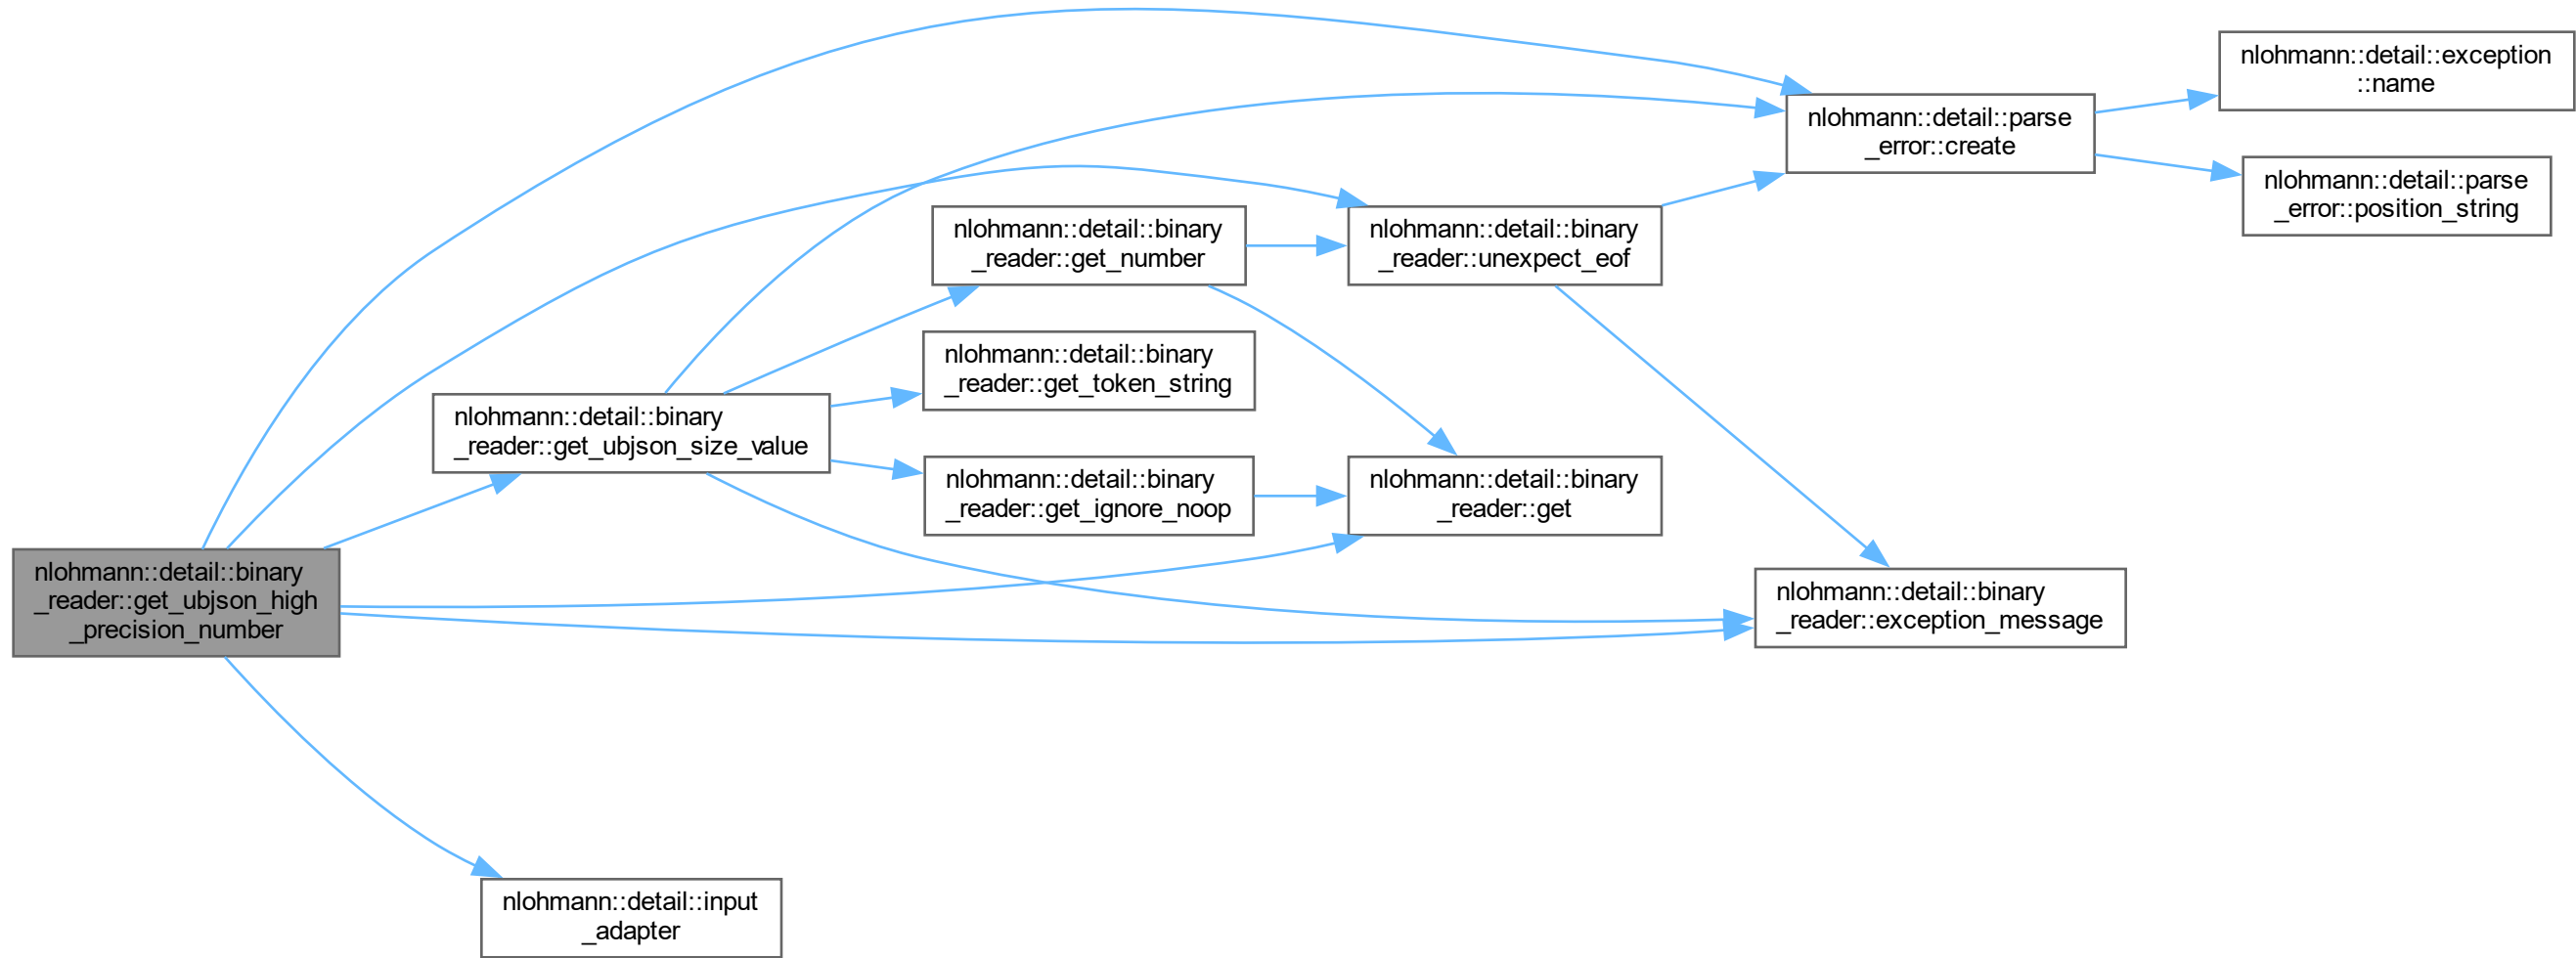 nlohmann::detail::exception
::name
nlohmann::detail::parse
_error::create
nlohmann::detail::parse
_error::position_string
nlohmann::detail::binary
_reader::get_number
nlohmann::detail::binary
_reader::unexpect_eof
nlohmann::detail::binary
_reader::get_token_string
nlohmann::detail::binary
_reader::get_ubjson_size_value
nlohmann::detail::binary
_reader::get_ignore_noop
nlohmann::detail::binary
_reader::get
nlohmann::detail::binary
_reader::get_ubjson_high
_precision_number
nlohmann::detail::binary
_reader::exception_message
nlohmann::detail::input
_adapter